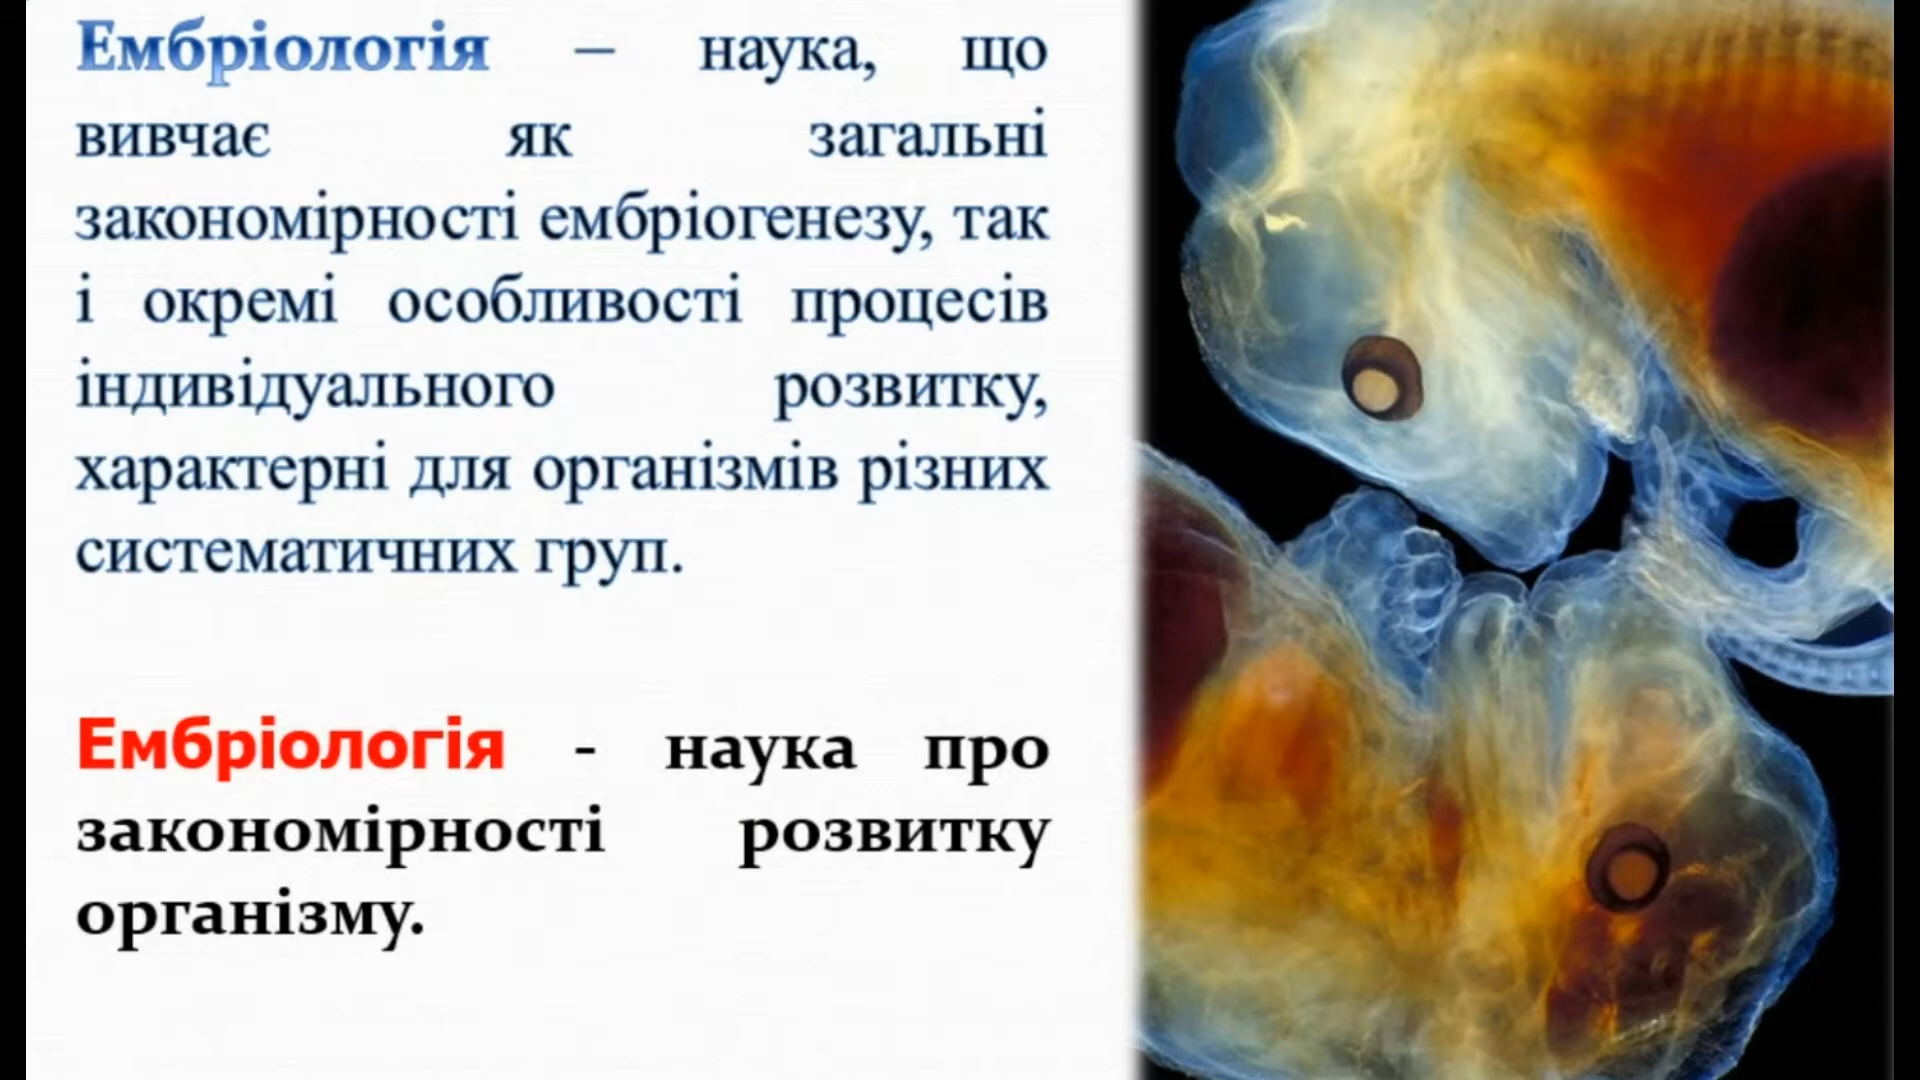 Ембріологія – наука, що
вивчає як загальні
закономірності ембріогенезу, так
і окремі особливості процесів
індивідуального розвитку,
характерні для організмів різних
систематичних груп.
Ембріологія - наука про
закономірності розвитку
організму.